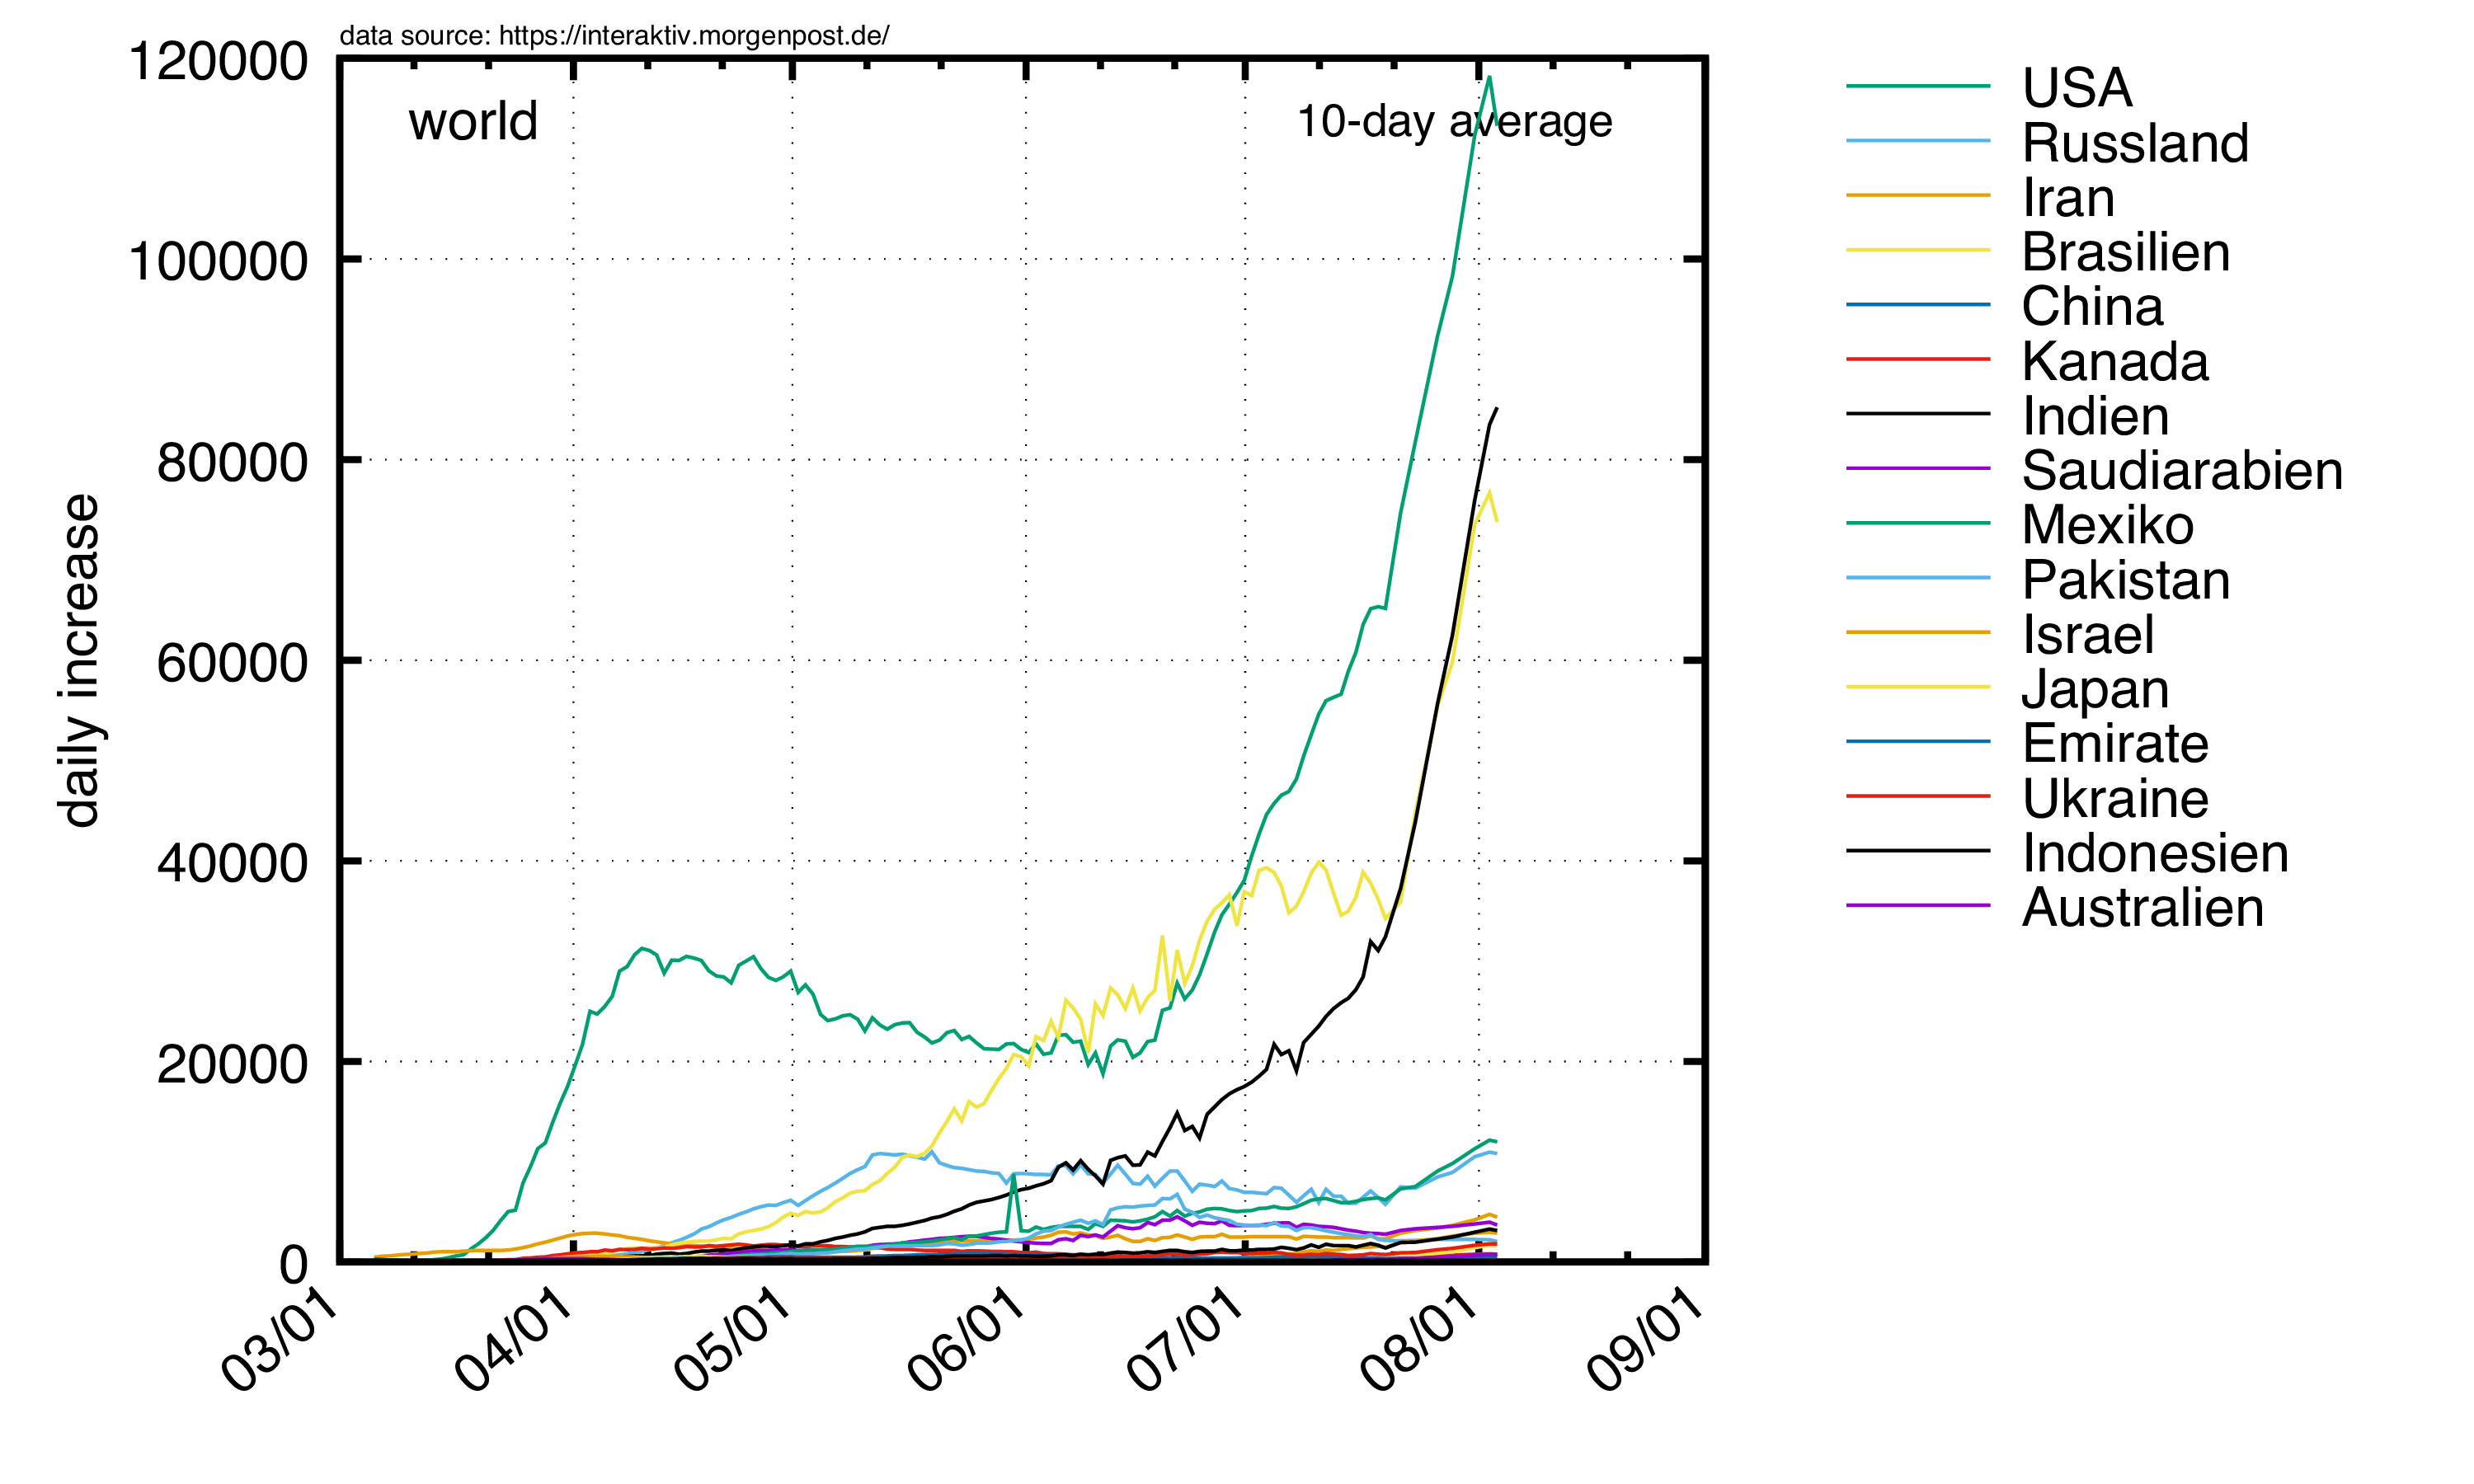 data source: https://interaktiv.morgenpost.de/
world
10-day average
daily increase
120000
100000
80000
60000
40000
20000
0
03/01
04/01
05/01
06/01
07/01
08/01
09/01
USA
Russland
Iran
Brasilien
China
Kanada
Indien
Saudiarabien
Mexiko
Pakistan
Israel
Japan
Emirate
Ukraine
Indonesien
Australien